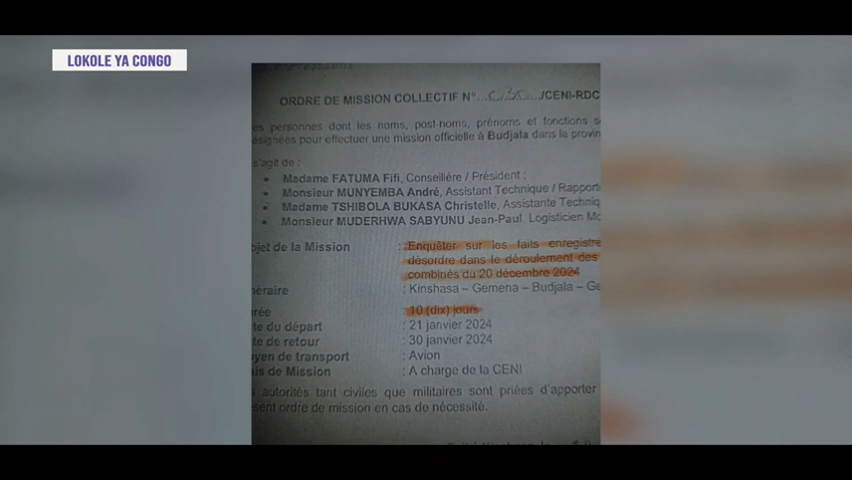 LOKOLE YA CONGO
ORDRE DE MISSION COLLECTIF N° /CENI-RDC
es personnes dont les noms, post-noms, prénoms et fonctions s
ésignées pour effectuer une mission officielle à Budjala dans la provin
s'agit de :
• Madame FATUMA Fifi, Conseillère / Président ;
• Monsieur MUNYEMBA André, Assistant Technique / Rapport
• Madame TSHIBOLA BUKASA Christelle, Assistante Techniq
• Monsieur MUDERHWA SABYUNU Jean-Paul, Logisticien Mo
bjet de la Mission : Enquêter sur les faits enregistré
désordre dans le déroulement des
combinés du 20 décembre 2024
néraire : Kinshasa – Gemena – Budjala – Ge
rée : 10 (dix) jours
te du départ : 21 janvier 2024
te de retour : 30 janvier 2024
oyen de transport : Avion
ais de Mission : A charge de la CENI
s autorités tant civiles que militaires sont priées d'apporter
sent ordre de mission en cas de nécessité.